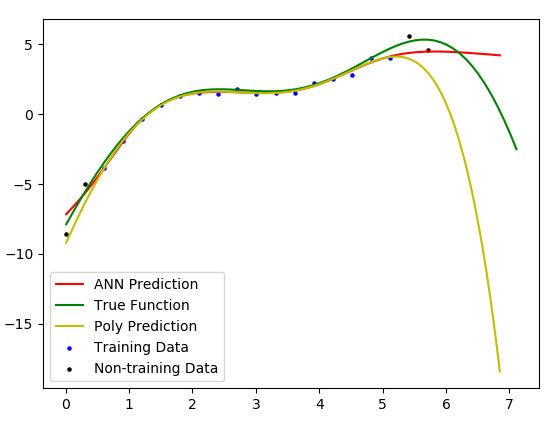 5
0
−5
−10
−15
ANN Prediction
True Function
Poly Prediction
Training Data
Non-training Data
0 1 2 3 4 5 6 7